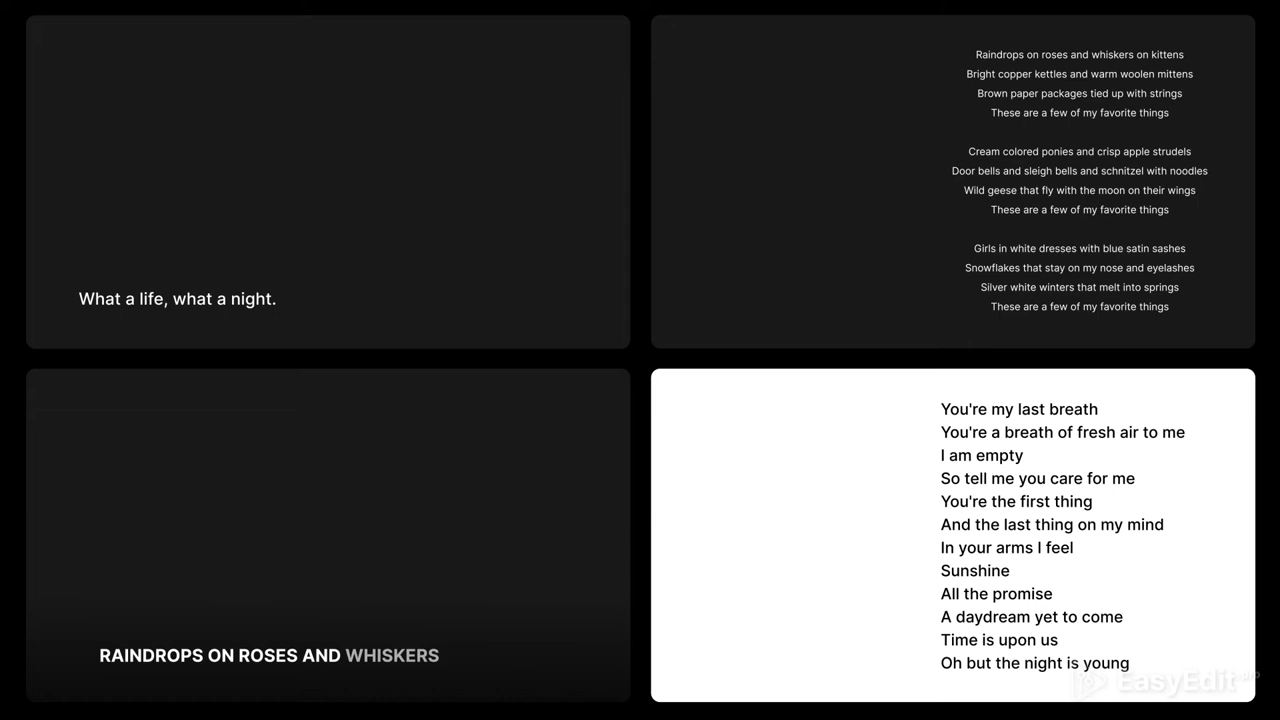 What a life, what a night.
Raindrops on roses and whiskers on kittens
Bright copper kettles and warm woolen mittens
Brown paper packages tied up with strings
These are a few of my favorite things
Cream colored ponies and crisp apple strudels
Door bells and sleigh bells and schnitzel with noodles
Wild geese that fly with the moon on their wings
These are a few of my favorite things
Girls in white dresses with blue satin sashes
Snowflakes that stay on my nose and eyelashes
Silver white winters that melt into springs
These are a few of my favorite things
RAINDROPS ON ROSES AND WHISKERS
You're my last breath
You're a breath of fresh air to me
I am empty
So tell me you care for me
You're the first thing
And the last thing on my mind
In your arms I feel
Sunshine
All the promise
A daydream yet to come
Time is upon us
Oh but the night is young
EasyEdit pro